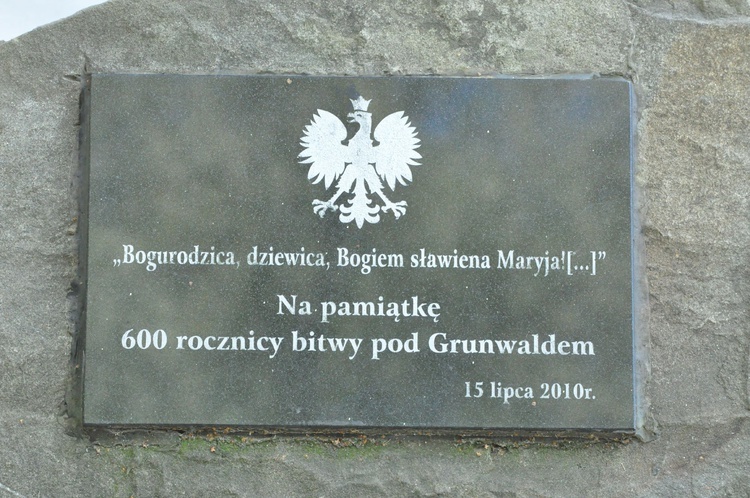 „Bogurodzica, dziewica, Bogiem sławiena Maryja![...]”
Na pamiątkę
600 rocznicy bitwy pod Grunwaldem
15 lipca 2010r.